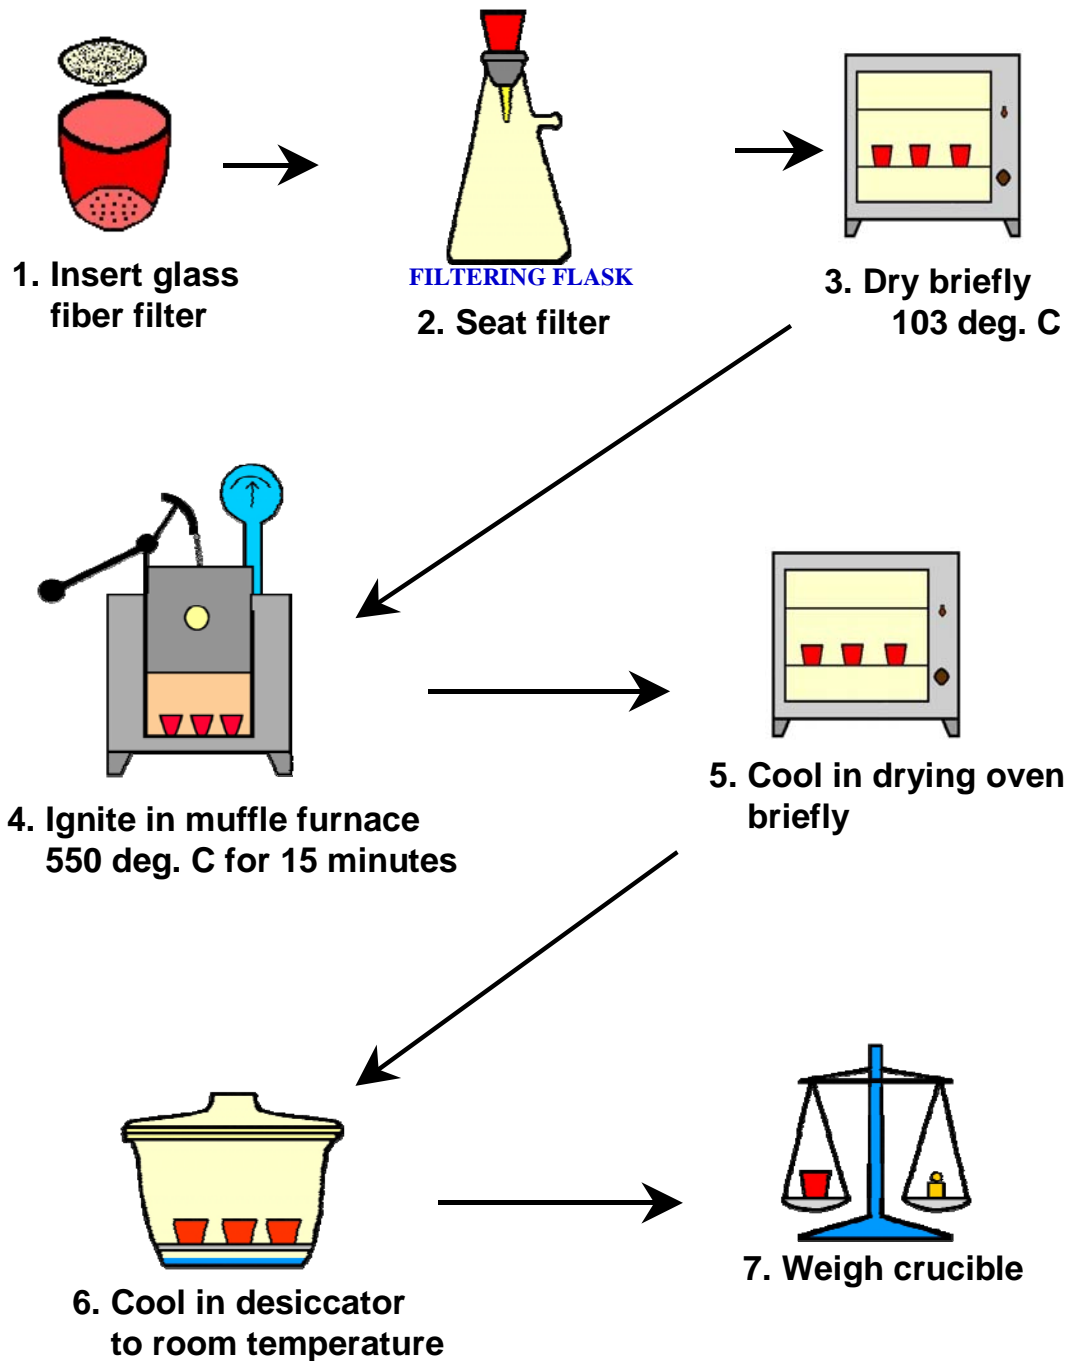 1. Insert glass
fiber filter
FILTERING FLASK
2. Seat filter
3. Dry briefly
103 deg. C
4. Ignite in muffle furnace
550 deg. C for 15 minutes
5. Cool in drying oven
briefly
6. Cool in desiccator
to room temperature
7. Weigh crucible